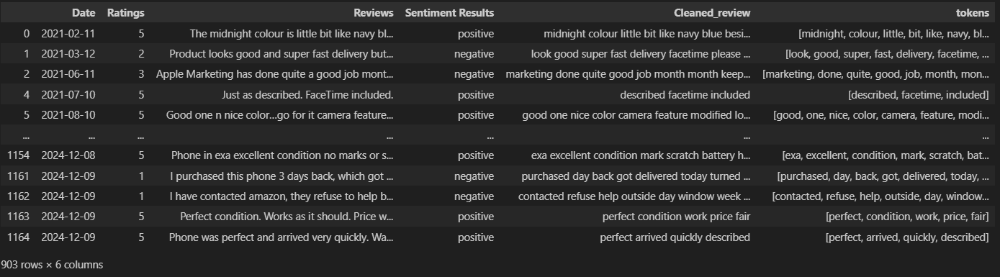 Date Ratings Reviews Sentiment Results Cleaned_review tokens
0 2021-02-11 5 The midnight colour is little bit like navy bl... positive midnight colour little bit like navy blue besi... [midnight, colour, little, bit, like, navy, bl...
1 2021-03-12 2 Product looks good and super fast delivery but... negative look good super fast delivery facetime please ... [look, good, super, fast, delivery, facetime, ...
2 2021-06-11 3 Apple Marketing has done quite a good job mont... negative marketing done quite good job month month keep... [marketing, done, quite, good, job, month, mon...
4 2021-07-10 5 Just as described. FaceTime included. positive described facetime included [described, facetime, included]
5 2021-08-10 5 Good one n nice color...go for it camera feature... positive good one nice color camera feature modified lo... [good, one, nice, color, camera, feature, modi...
... ... ... ... ... ... ...
1154 2024-12-08 5 Phone in exa excellent condition no marks or s... positive exa excellent condition mark scratch battery h... [exa, excellent, condition, mark, scratch, bat...
1161 2024-12-09 1 I purchased this phone 3 days back, which got ... negative purchased day back got delivered today turned ... [purchased, day, back, got, delivered, today, ...
1162 2024-12-09 1 I have contacted amazon, they refuse to help b... negative contacted refuse help outside day window week ... [contacted, refuse, help, outside, day, window...
1163 2024-12-09 5 Perfect condition. Works as it should. Price w... positive perfect condition work price fair [perfect, condition, work, price, fair]
1164 2024-12-09 5 Phone was perfect and arrived very quickly. Wa... positive perfect arrived quickly described [perfect, arrived, quickly, described]
903 rows × 6 columns